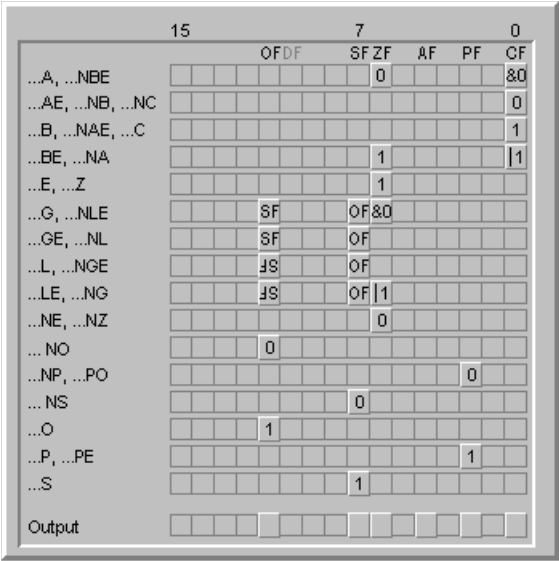 15 7 0
OF DF SF ZF AF PF CF
...A, ...NBE 0 &0
...AE, ...NB, ...NC 0
...B, ...NAE, ...C 1
...BE, ...NA 1 |1
...E, ...Z 1
...G, ...NLE SF OF &0
...GE, ...NL SF OF
...L, ...NGE SF OF
...LE, ...NG SF OF |1
...NE, ...NZ 0
... NO 0
...NP, ...PO 0
... NS 0
...O 1
...P, ...PE 1
...S 1
Output